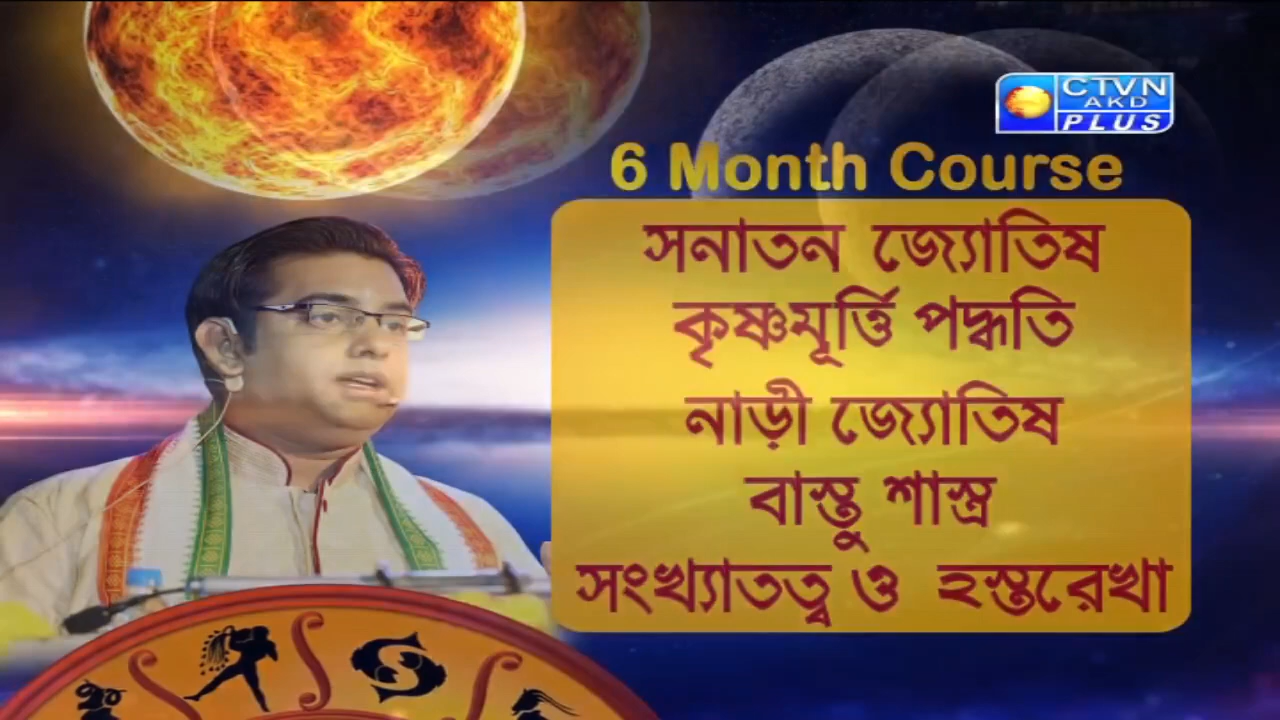 CTVN
AKD
PLUS
6 Month Course
সনাতন জ্যোতিষ
কৃষ্ণমূর্ত্তি পদ্ধতি
নাড়ী জ্যোতিষ
বাস্তু শাস্ত্র
সংখ্যাতত্ব ও হস্তরেখা